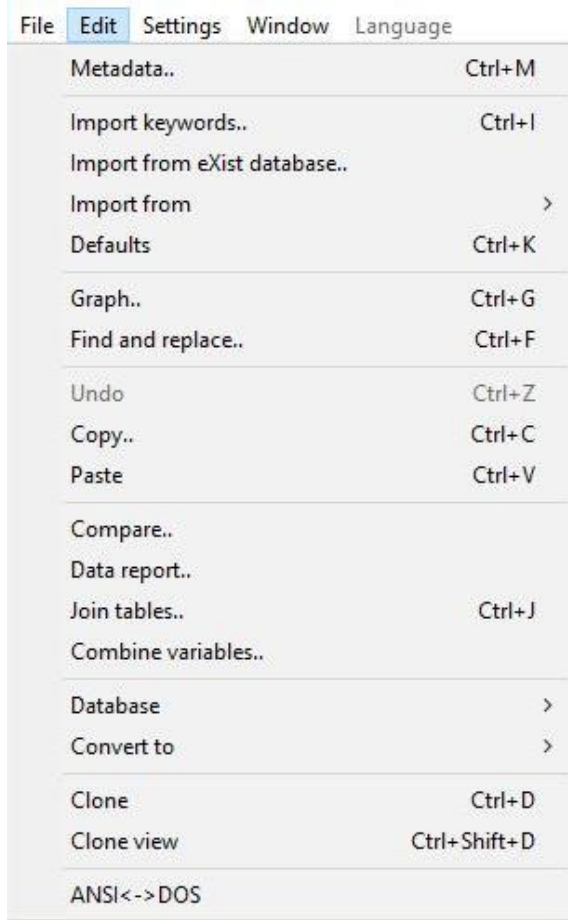 File Edit Settings Window Language
Metadata.. Ctrl+M
Import keywords.. Ctrl+I
Import from eXist database..
Import from >
Defaults Ctrl+K
Graph.. Ctrl+G
Find and replace.. Ctrl+F
Undo Ctrl+Z
Copy.. Ctrl+C
Paste Ctrl+V
Compare..
Data report..
Join tables.. Ctrl+J
Combine variables..
Database >
Convert to >
Clone Ctrl+D
Clone view Ctrl+Shift+D
ANSI<->DOS